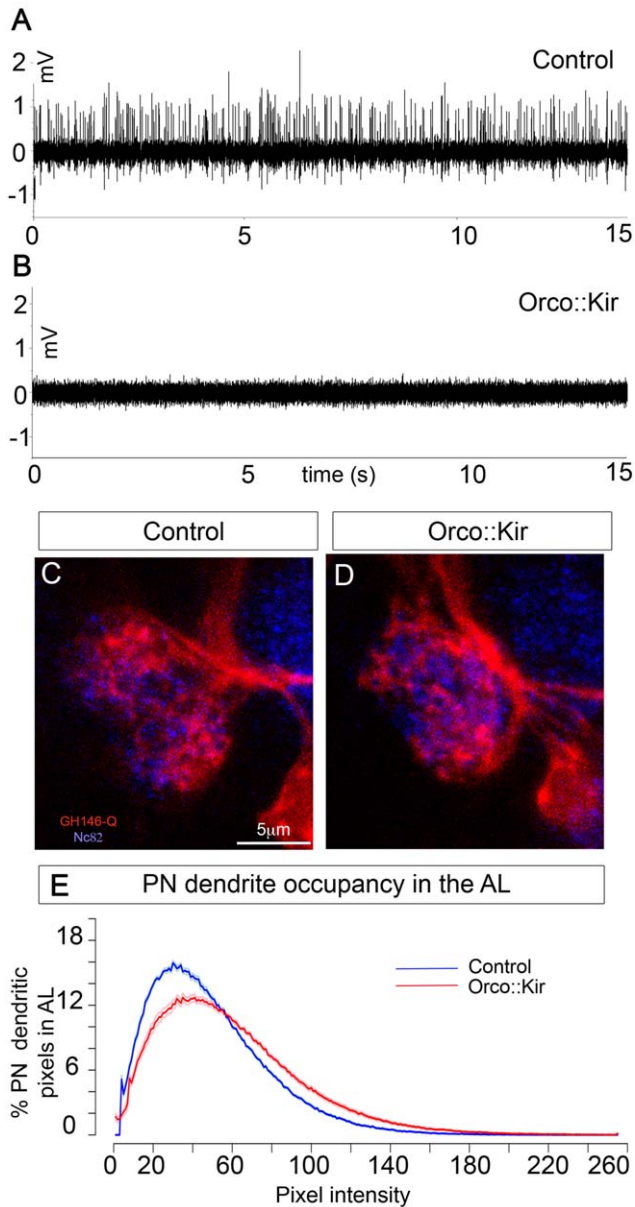 A
Control
mV
2
1
0
-1
0 5 10 15
B
Orco::Kir
mV
2
1
0
-1
0 5 time (s) 10 15
Control Orco::Kir
C D
GH146-Q
Nc82
5μm
E PN dendrite occupancy in the AL
% PN dendritic
pixels in AL
18
12
6
0
Control
Orco::Kir
0 20 60 100 140 180 220 260
Pixel intensity